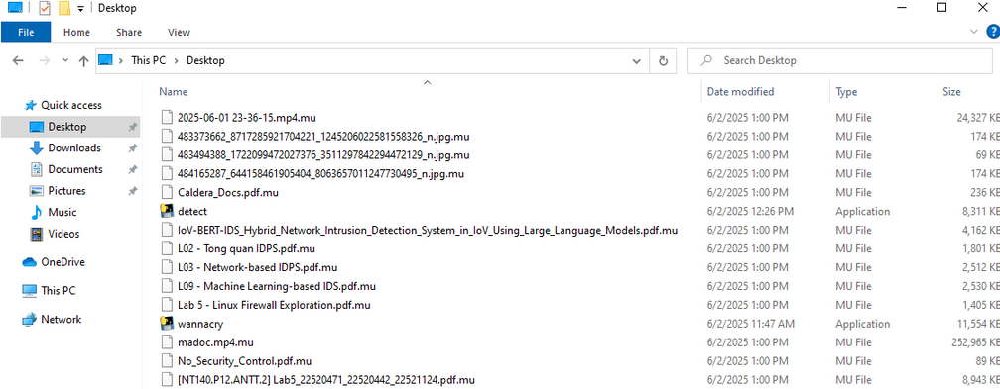 Desktop
File Home Share View
This PC Desktop Search Desktop
Name Date modified Type Size
Quick access
Desktop
Downloads
Documents
Pictures
Music
Videos
OneDrive
This PC
Network
2025-06-01 23-36-15.mp4.mu 6/2/2025 1:00 PM MU File 24,327 KB
483373662_8717285921704221_1245206022581558326_n.jpg.mu 6/2/2025 1:00 PM MU File 174 KB
483494388_1722099472027376_3511297842294472129_n.jpg.mu 6/2/2025 1:00 PM MU File 69 KB
484165287_644158461905404_8063657011247730495_n.jpg.mu 6/2/2025 1:00 PM MU File 174 KB
Caldera_Docs.pdf.mu 6/2/2025 1:00 PM MU File 236 KB
detect 6/2/2025 12:26 PM Application 8,311 KB
IoV-BERT-IDS_Hybrid_Network_Intrusion_Detection_System_in_IoV_Using_Large_Language_Models.pdf.mu 6/2/2025 1:00 PM MU File 4,162 KB
L02 - Tong quan IDPS.pdf.mu 6/2/2025 1:00 PM MU File 1,801 KB
L03 - Network-based IDPS.pdf.mu 6/2/2025 1:00 PM MU File 2,512 KB
L09 - Machine Learning-based IDS.pdf.mu 6/2/2025 1:00 PM MU File 2,530 KB
Lab 5 - Linux Firewall Exploration.pdf.mu 6/2/2025 1:00 PM MU File 1,405 KB
wannacry 6/2/2025 11:47 AM Application 11,554 KB
madoc.mp4.mu 6/2/2025 1:00 PM MU File 252,965 KB
No_Security_Control.pdf.mu 6/2/2025 1:00 PM MU File 89 KB
[NT140.P12.ANTT.2] Lab5_22520471_22520442_22521124.pdf.mu 6/2/2025 1:00 PM MU File 8,943 KB